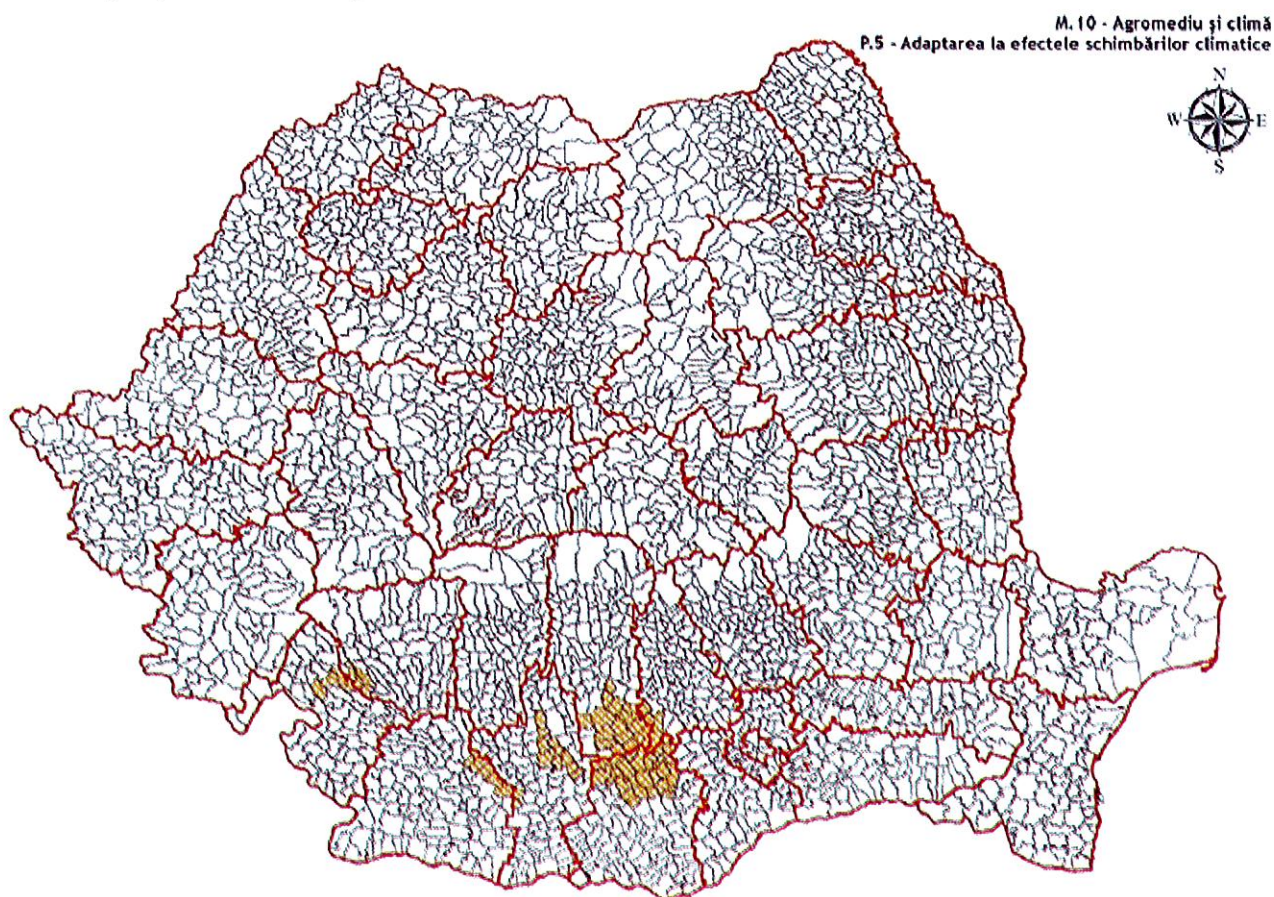 M.10 - Agromediu și climă
P.5 - Adaptarea la efectele schimbărilor climatice
N
W E
S